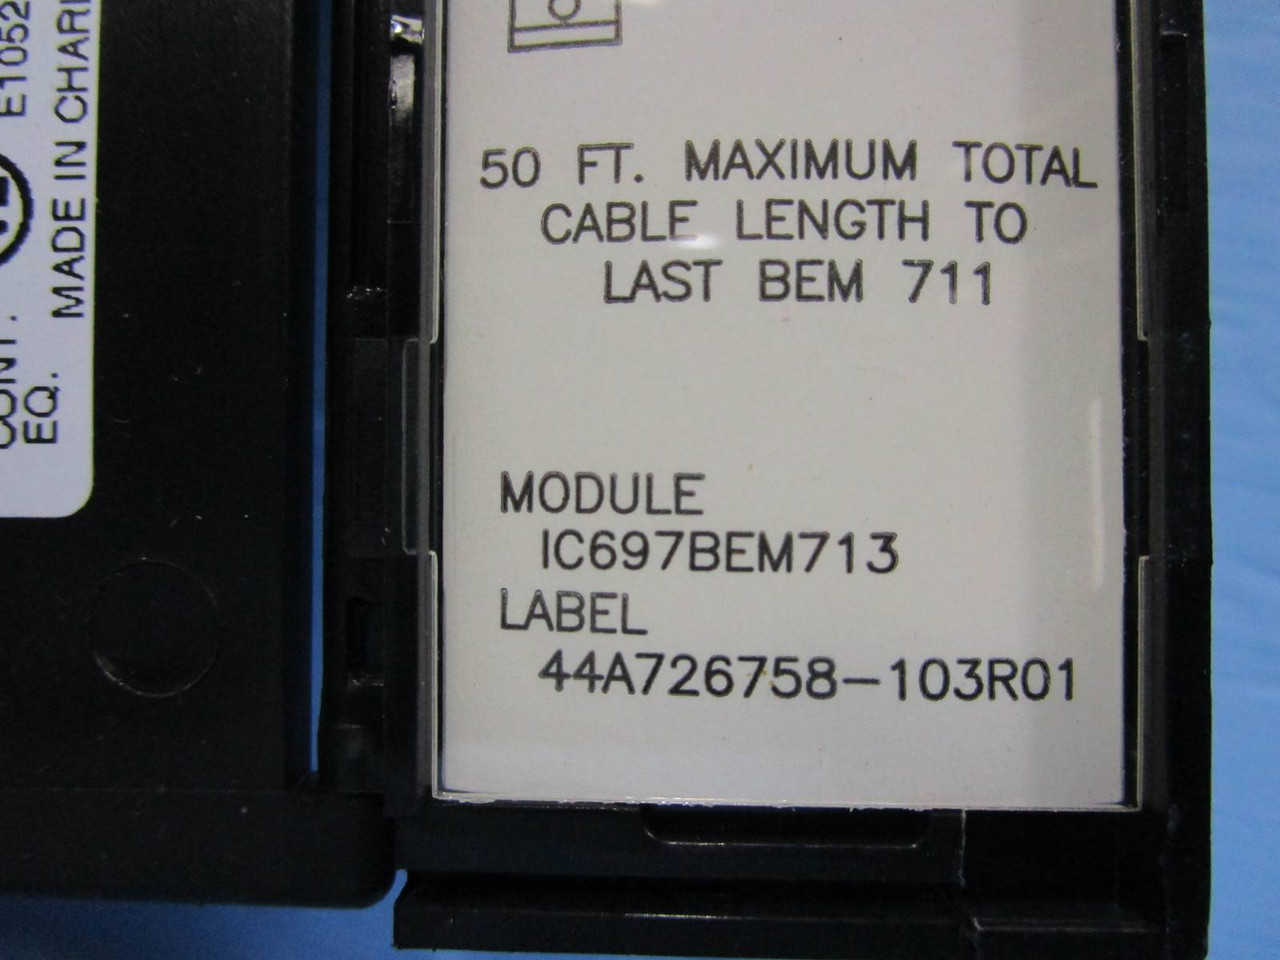 50 FT. MAXIMUM TOTAL
CABLE LENGTH TO
LAST BEM 711
MODULE
IC697BEM713
LABEL
44A726758-103R01
MADE IN
EQ.